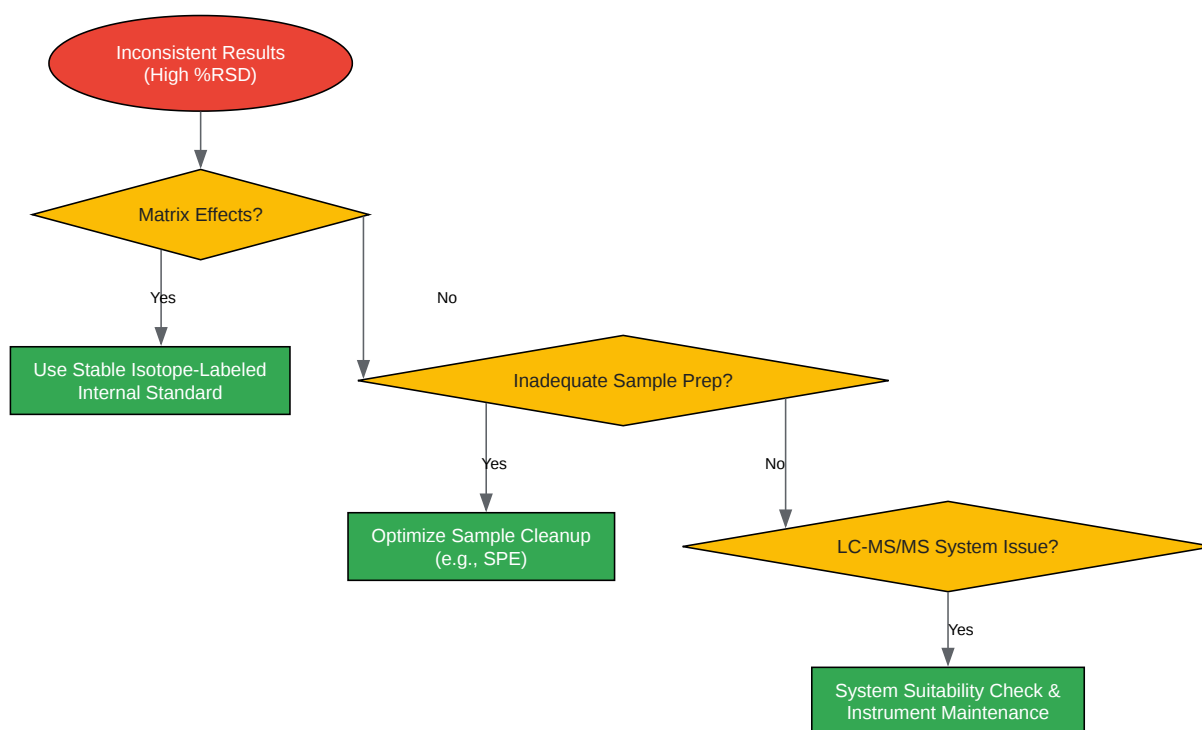 Inconsistent Results
(High %RSD)
Matrix Effects?
Yes
No
Use Stable Isotope-Labeled
Internal Standard
Inadequate Sample Prep?
Yes
No
Optimize Sample Cleanup
(e.g., SPE)
LC-MS/MS System Issue?
Yes
System Suitability Check &
Instrument Maintenance